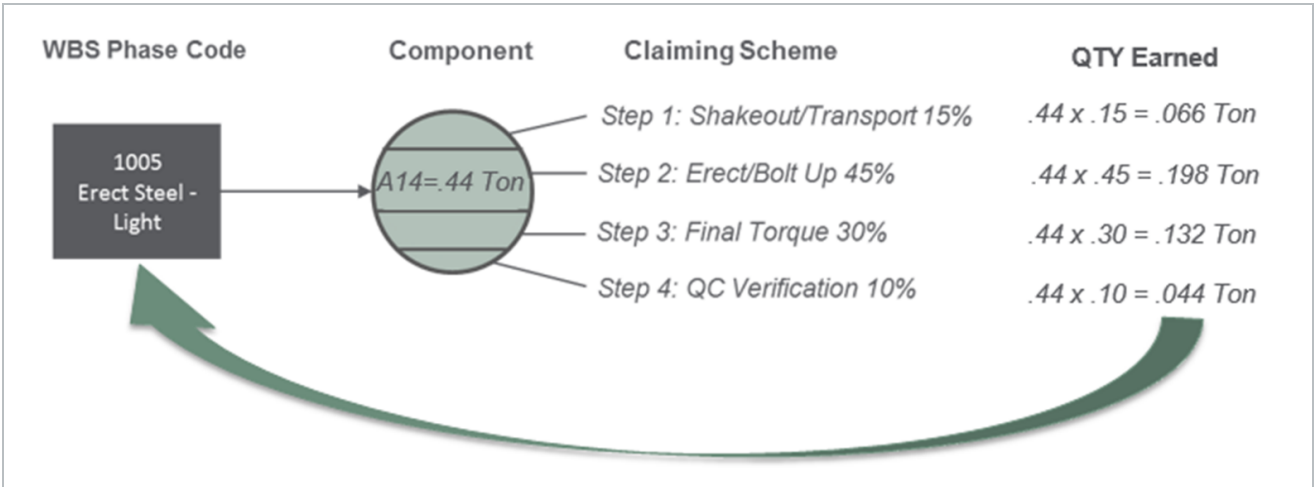 WBS Phase Code
Component
Claiming Scheme
QTY Earned
1005
Erect Steel -
Light
A14=.44 Ton
Step 1: Shakeout/Transport 15%
.44 x .15 = .066 Ton
Step 2: Erect/Bolt Up 45%
.44 x .45 = .198 Ton
Step 3: Final Torque 30%
.44 x .30 = .132 Ton
Step 4: QC Verification 10%
.44 x .10 = .044 Ton